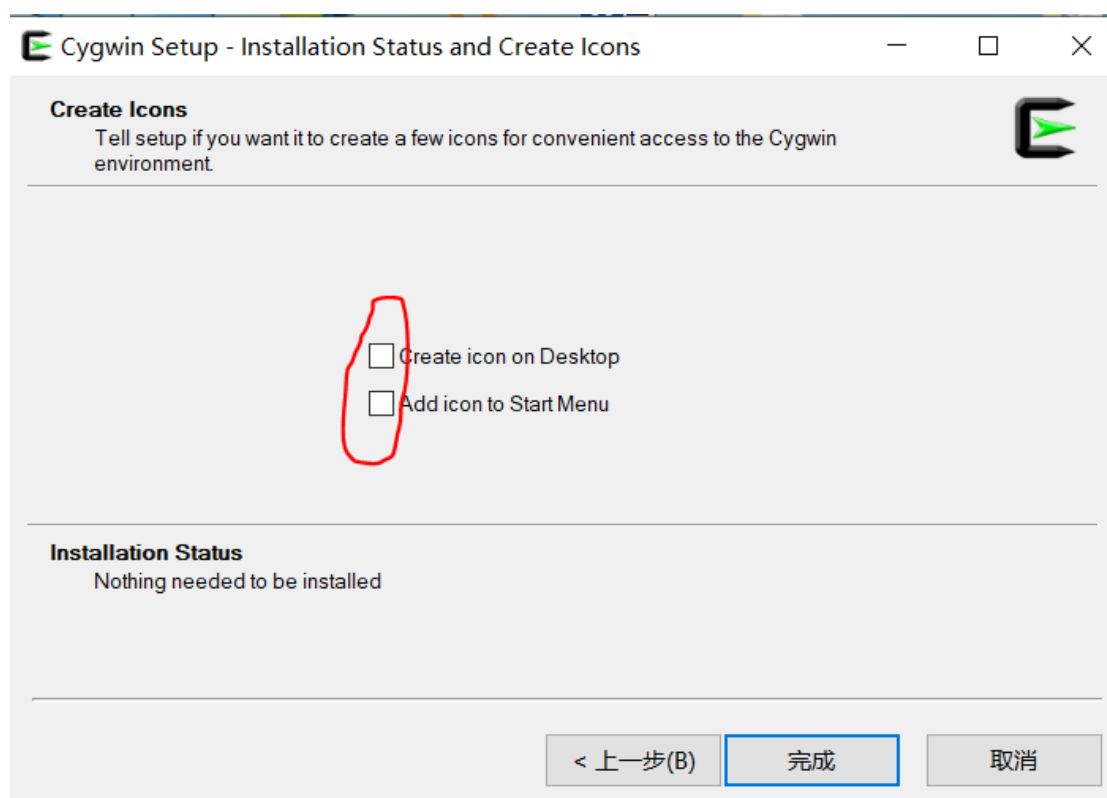 Cygwin Setup - Installation Status and Create Icons
Create Icons
Tell setup if you want it to create a few icons for convenient access to the Cygwin
environment.
Create icon on Desktop
Add icon to Start Menu
Installation Status
Nothing needed to be installed
< 上一步(B)
完成
取消